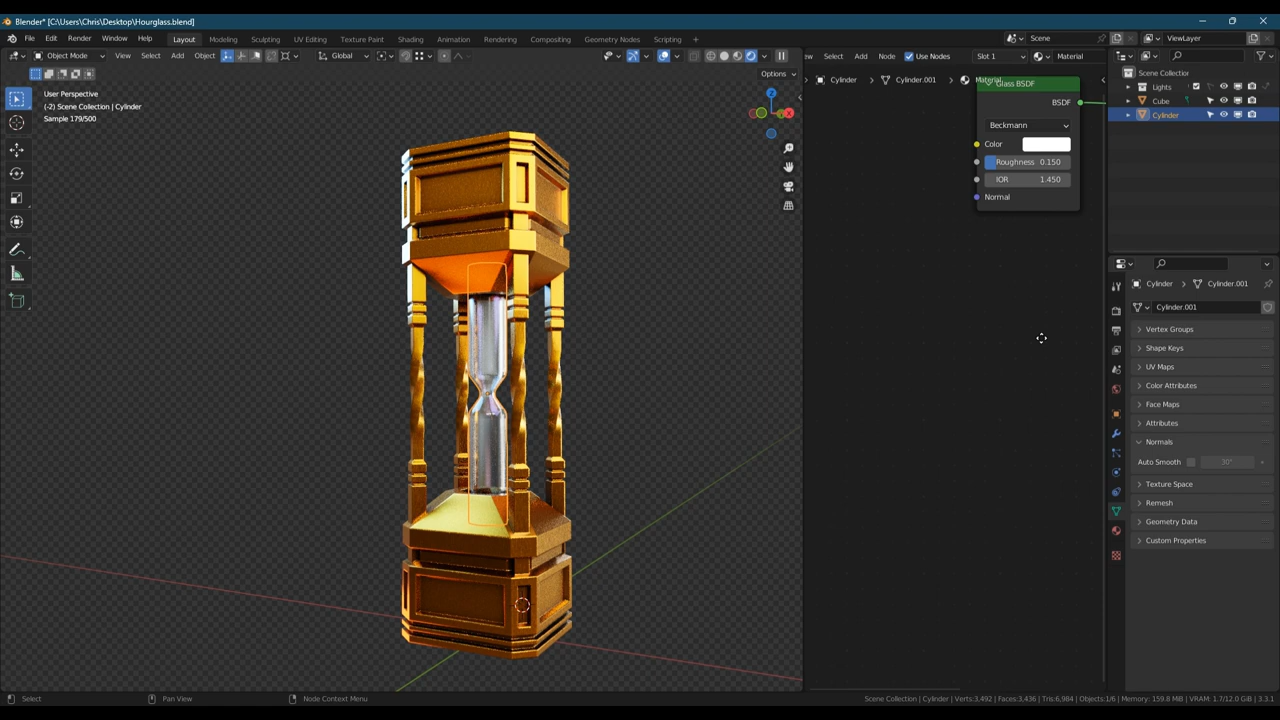 Blender* [C:\Users\Chris\Desktop\Hourglass.blend]
File Edit Render Window Help Layout Modeling Sculpting UV Editing Texture Paint Shading Animation Rendering Compositing Geometry Nodes Scripting + Scene ViewLayer
Object Mode View Select Add Object Global Select Add Node Use Nodes Slot 1 Material
Options
Cylinder > Cylinder.001 > Material
User Perspective
(-2) Scene Collection | Cylinder
Sample 179/500
Z
X
Glass BSDF
BSDF
Beckmann
Color
Roughness 0.150
IOR 1.450
Normal
Scene Collection
Lights
Cube
Cylinder
Cylinder > Cylinder.001
Cylinder.001
Vertex Groups
Shape Keys
UV Maps
Color Attributes
Face Maps
Attributes
Normals
Auto Smooth 30°
Texture Space
Remesh
Geometry Data
Custom Properties
Select Pan View Node Context Menu Scene Collection | Cylinder | Verts:3,492 | Faces:3,436 | Tris:6,984 | Objects:1/6 | Memory: 159.8 MiB | VRAM: 1.7/12.0 GiB | 3.3.1